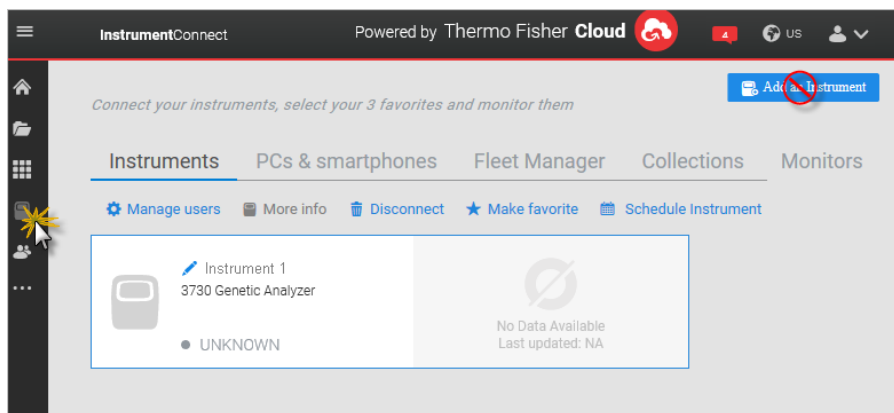 InstrumentConnect
Powered by Thermo Fisher Cloud
4
US
Add an Instrument
Connect your instruments, select your 3 favorites and monitor them
Instruments PCs & smartphones Fleet Manager Collections Monitors
Manage users More info Disconnect Make favorite Schedule Instrument
Instrument 1
3730 Genetic Analyzer
UNKNOWN
No Data Available
Last updated: NA